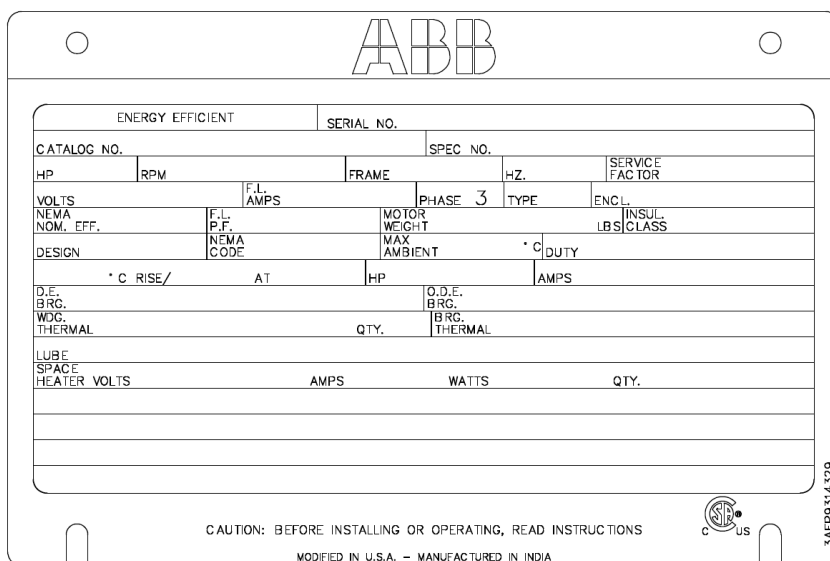 ABB
ENERGY EFFICIENT SERIAL NO.
CATALOG NO. SPEC NO.
HP RPM FRAME HZ. SERVICE FACTOR
VOLTS F.L. AMPS PHASE 3 TYPE ENCL.
NEMA NOM. EFF. F.L. P.F. MOTOR WEIGHT LBS INSUL. CLASS
DESIGN NEMA CODE MAX AMBIENT °C DUTY
°C RISE/ AT HP AMPS
D.E. BRG. O.D.E. BRG.
WDG. THERMAL QTY. BRG. THERMAL
LUBE
SPACE HEATER VOLTS AMPS WATTS QTY.
CAUTION: BEFORE INSTALLING OR OPERATING, READ INSTRUCTIONS
MODIFIED IN U.S.A. – MANUFACTURED IN INDIA
C SA ® US
3AFP9314329